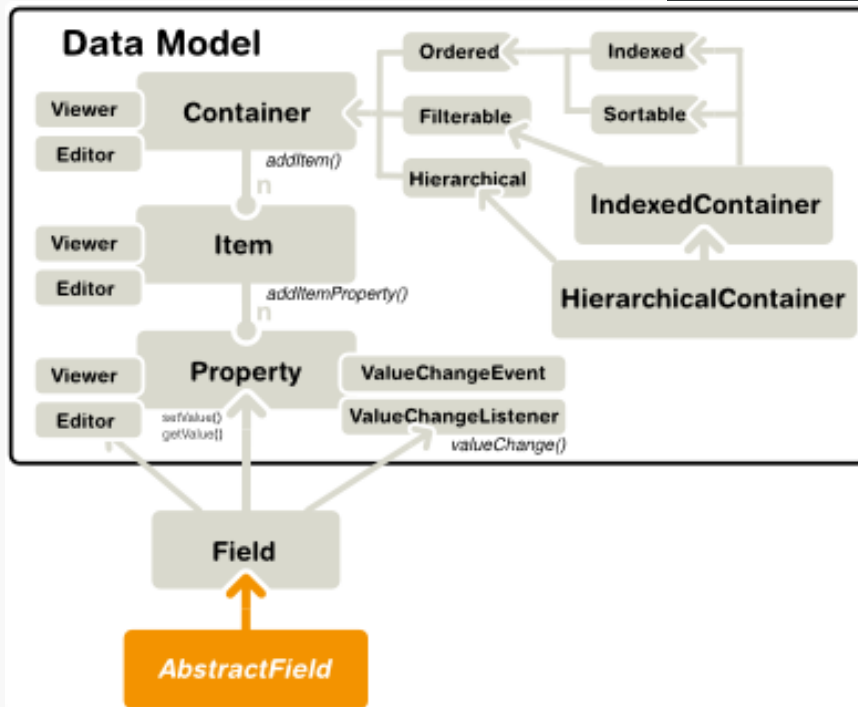 Data Model
Ordered
Indexed
Viewer
Container
Filterable
Sortable
Editor
addItem()
n
Hierarchical
IndexedContainer
Viewer
Item
Editor
addItemProperty()
HierarchicalContainer
n
Viewer
Property
ValueChangeEvent
Editor
setValue()
getValue()
ValueChangeListener
valueChange()
Field
AbstractField